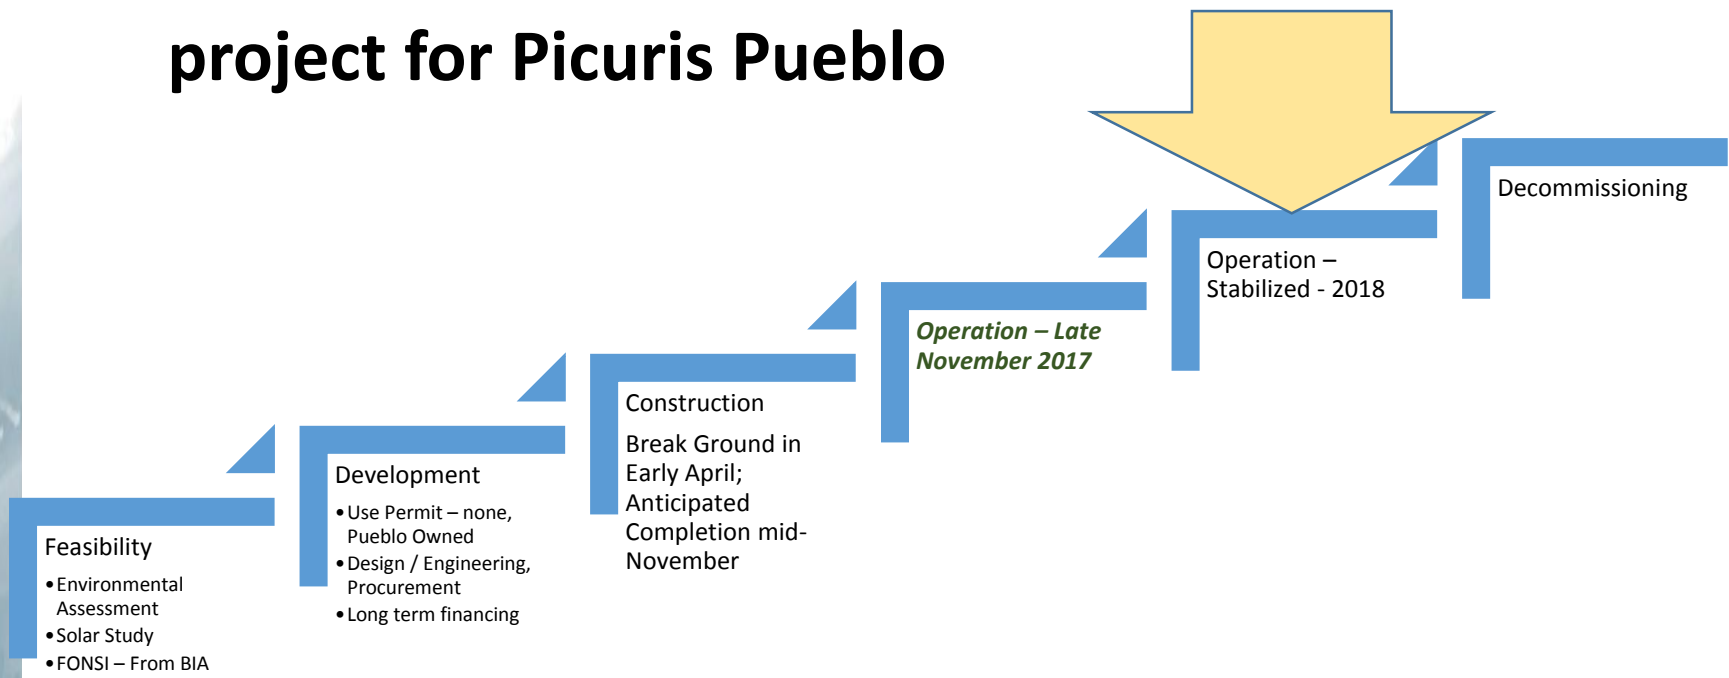 project for Picuris Pueblo
Feasibility
•Environmental
Assessment
•Solar Study
•FONSI – From BIA
Development
•Use Permit – none,
Pueblo Owned
•Design / Engineering,
Procurement
•Long term financing
Construction
Break Ground in
Early April;
Anticipated
Completion mid-
November
Operation – Late
November 2017
Operation –
Stabilized - 2018
Decommissioning